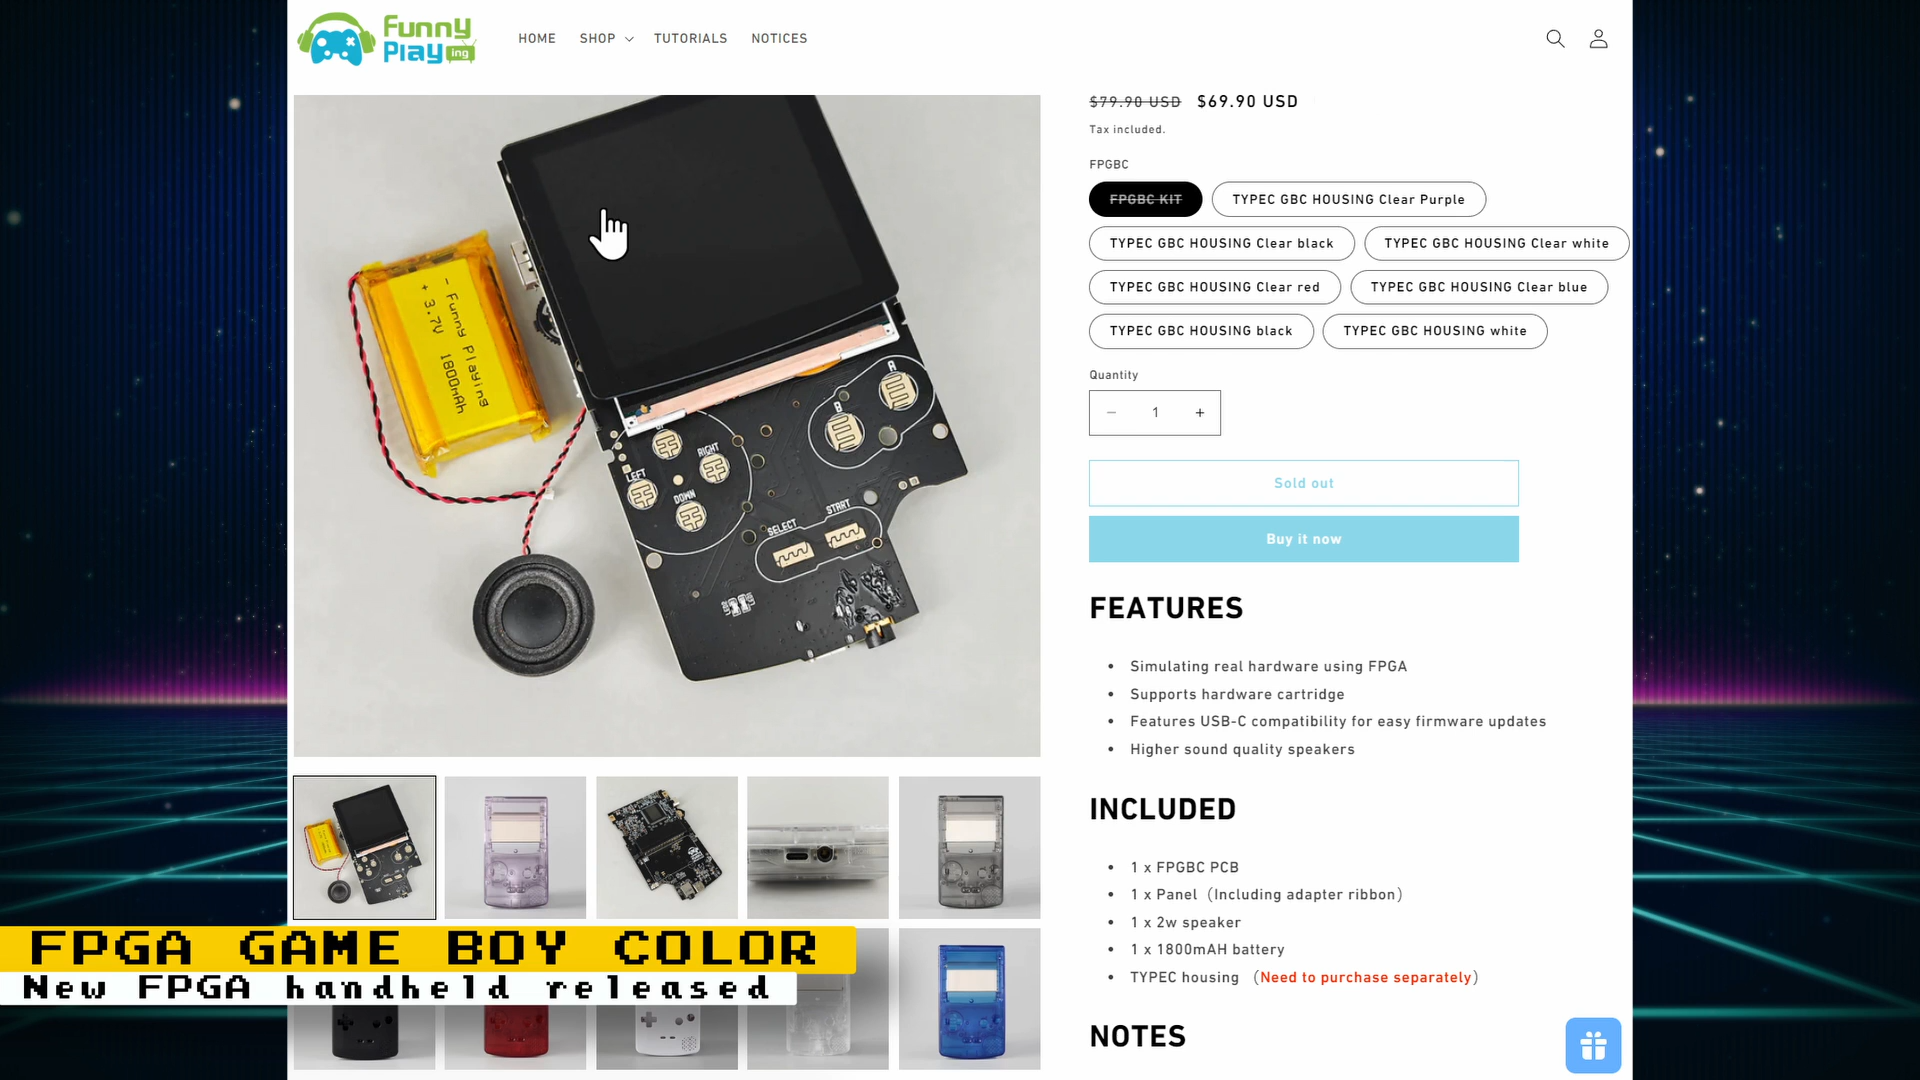 Funny
Playing
HOME
SHOP
TUTORIALS
NOTICES
$79.90 USD $69.90 USD
Tax included.
FPGBC
FPGBC KIT
TYPEC GBC HOUSING Clear Purple
TYPEC GBC HOUSING Clear black
TYPEC GBC HOUSING Clear white
TYPEC GBC HOUSING Clear red
TYPEC GBC HOUSING Clear blue
TYPEC GBC HOUSING black
TYPEC GBC HOUSING white
Quantity
− 1 +
Sold out
Buy it now
- Funny Playing
+ 3.7V 1800mAh
UP
LEFT
RIGHT
DOWN
A
B
SELECT
START
FEATURES
• Simulating real hardware using FPGA
• Supports hardware cartridge
• Features USB-C compatibility for easy firmware updates
• Higher sound quality speakers
INCLUDED
• 1 x FPGBC PCB
• 1 x Panel（Including adapter ribbon）
• 1 x 2w speaker
• 1 x 1800mAH battery
• TYPEC housing （Need to purchase separately）
NOTES
FPGA GAME BOY COLOR
New FPGA handheld released